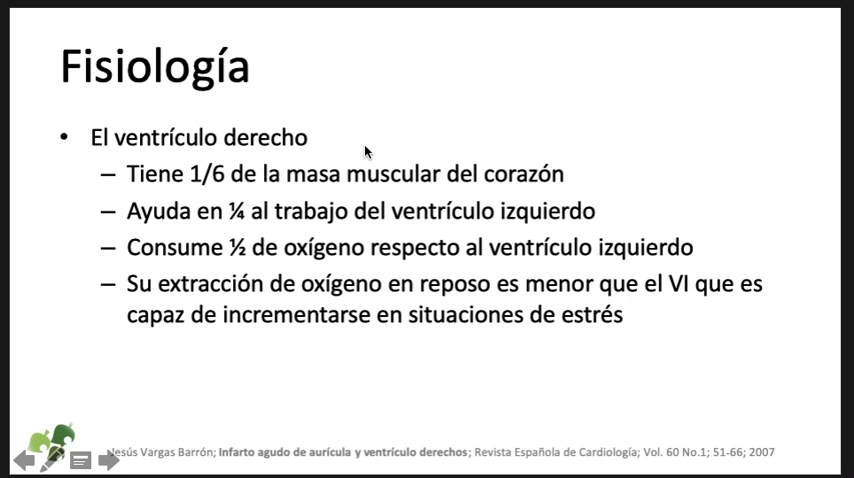 Fisiología
• El ventrículo derecho
– Tiene 1/6 de la masa muscular del corazón
– Ayuda en ¼ al trabajo del ventrículo izquierdo
– Consume ½ de oxígeno respecto al ventrículo izquierdo
– Su extracción de oxígeno en reposo es menor que el VI que es
capaz de incrementarse en situaciones de estrés
Jesús Vargas Barrón; Infarto agudo de aurícula y ventrículo derechos; Revista Española de Cardiología; Vol. 60 No.1; 51-66; 2007